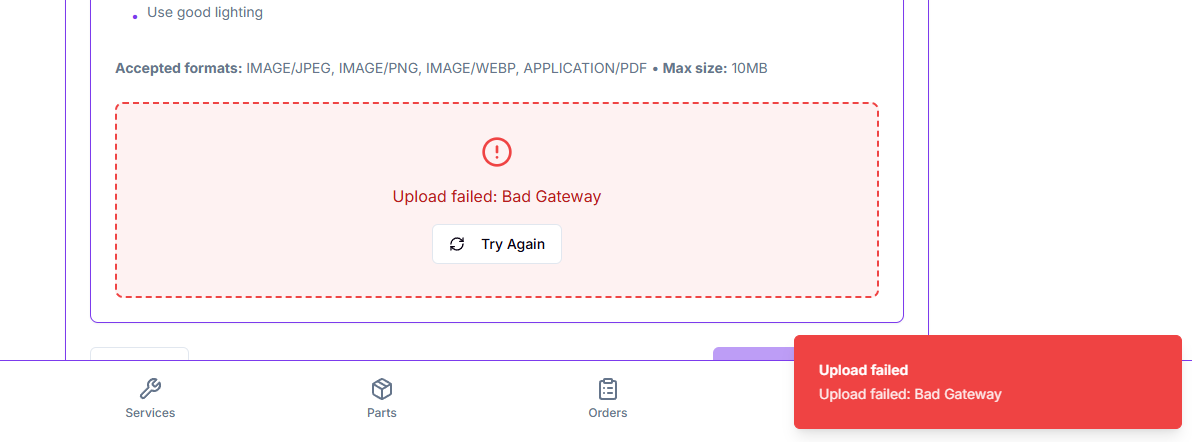 Use good lighting
Accepted formats: IMAGE/JPEG, IMAGE/PNG, IMAGE/WEBP, APPLICATION/PDF • Max size: 10MB
Upload failed: Bad Gateway
Try Again
Upload failed
Upload failed: Bad Gateway
Services
Parts
Orders